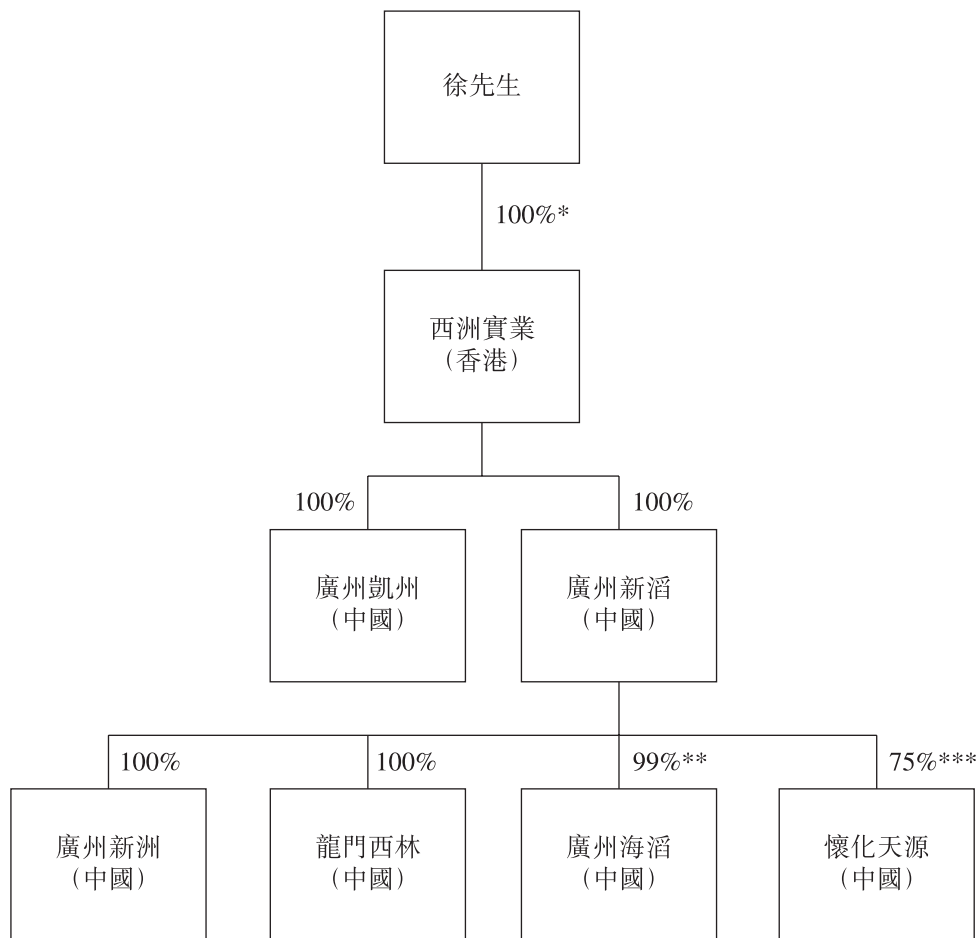 徐先生
100%*
西洲實業
（香港）
100%
100%
廣州凱州
（中國）
廣州新滔
（中國）
100%
100%
99%**
75%***
廣州新洲
（中國）
龍門西林
（中國）
廣州海滔
（中國）
懷化天源
（中國）